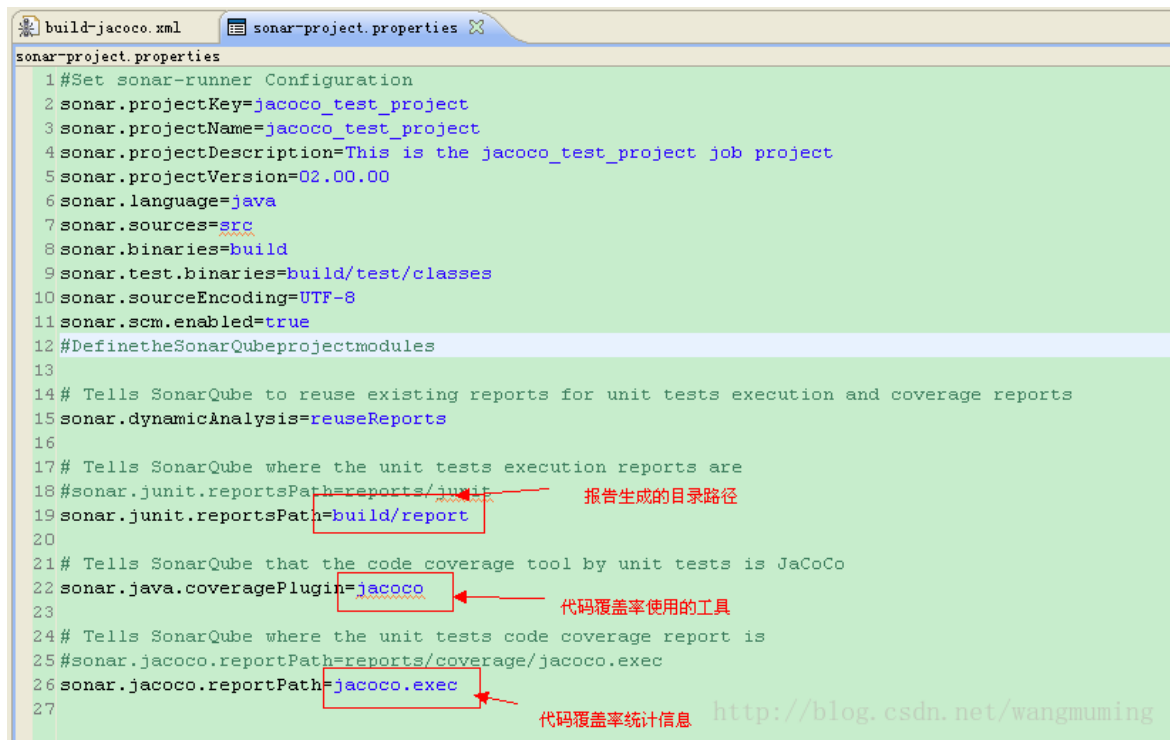 build-jacoco.xml
sonar-project.properties
sonar-project.properties
1 #Set sonar-runner Configuration
2 sonar.projectKey=jacoco_test_project
3 sonar.projectName=jacoco_test_project
4 sonar.projectDescription=This is the jacoco_test_project job project
5 sonar.projectVersion=02.00.00
6 sonar.language=java
7 sonar.sources=src
8 sonar.binaries=build
9 sonar.test.binaries=build/test/classes
10 sonar.sourceEncoding=UTF-8
11 sonar.scm.enabled=true
12 #DefinetheSonarQubeprojectmodules
13
14 # Tells SonarQube to reuse existing reports for unit tests execution and coverage reports
15 sonar.dynamicAnalysis=reuseReports
16
17 # Tells SonarQube where the unit tests execution reports are
18 #sonar.junit.reportsPath=reports/junit
报告生成的目录路径
19 sonar.junit.reportsPath=build/report
20
21 # Tells SonarQube that the code coverage tool by unit tests is JaCoCo
22 sonar.java.coveragePlugin=jacoco
代码覆盖率使用的工具
23
24 # Tells SonarQube where the unit tests code coverage report is
25 #sonar.jacoco.reportPath=reports/coverage/jacoco.exec
26 sonar.jacoco.reportPath=jacoco.exec
27
代码覆盖率统计信息
http://blog.csdn.net/wangmuming